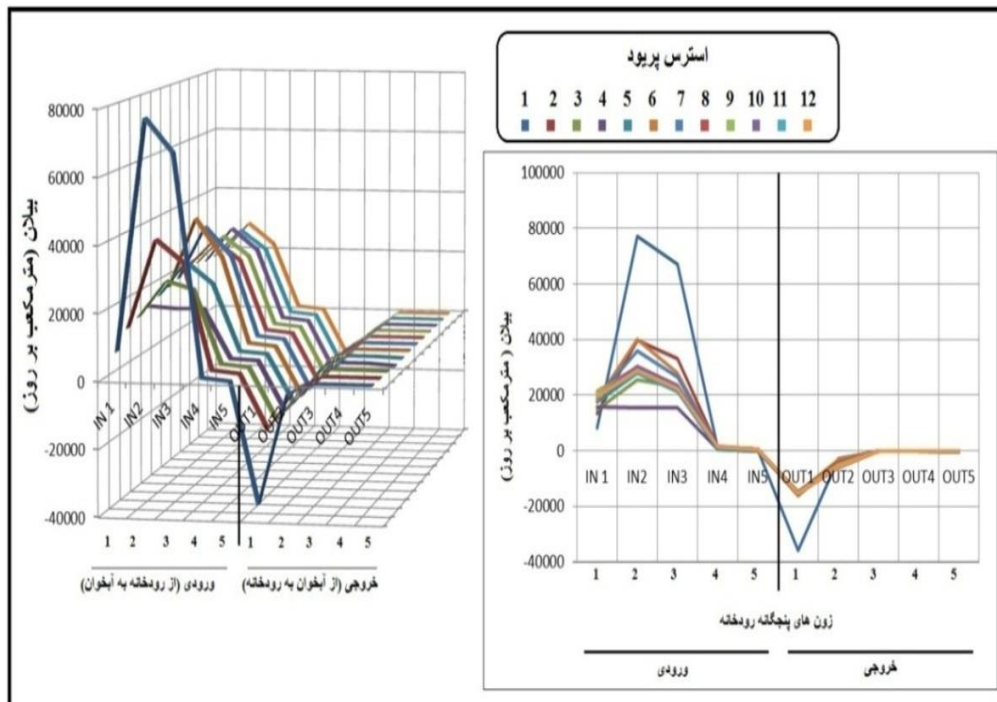 80000
60000
40000
20000
0
-20000
-40000
بیلان (مترمکعب بر روز)
IN 1
IN2
IN3
IN4
IN5
OUT1
OUT2
OUT3
OUT4
OUT5
1 2 3 4 5 1 2 3 4 5
ورودی (از رودخانه به آبخوان) خروجی (از آبخوان به رودخانه)
استرس پریود
1 2 3 4 5 6 7 8 9 10 11 12
100000
80000
60000
40000
20000
0
-20000
-40000
بیلان (مترمکعب بر روز)
IN 1 IN2 IN3 IN4 IN5 OUT1 OUT2 OUT3 OUT4 OUT5
1 2 3 4 5 1 2 3 4 5
زون های پنجگانه رودخانه
ورودی خروجی